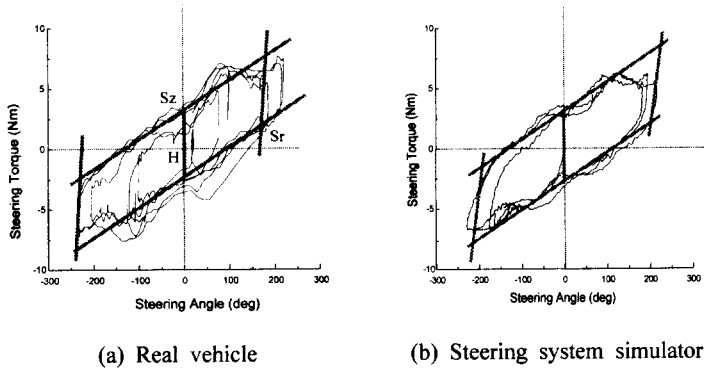 10
5
0
-5
-10
Steering Torque (Nm)
Sz
H
Sr
-300 -200 -100 0 100 200 300
Steering Angle (deg)
(a) Real vehicle
10
5
0
-5
-10
Steering Torque (Nm)
-300 -200 -100 0 100 200 300
Steering Angle (deg)
(b) Steering system simulator